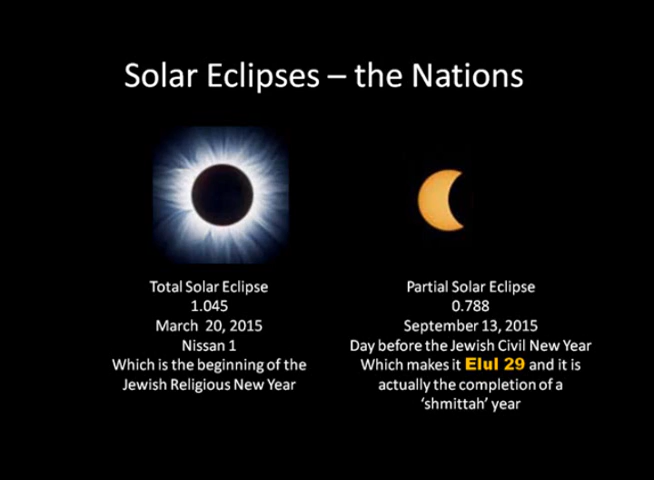 Solar Eclipses – the Nations
Total Solar Eclipse
1.045
March 20, 2015
Nissan 1
Which is the beginning of the
Jewish Religious New Year
Partial Solar Eclipse
0.788
September 13, 2015
Day before the Jewish Civil New Year
Which makes it Elul 29 and it is
actually the completion of a
‘shmittah’ year